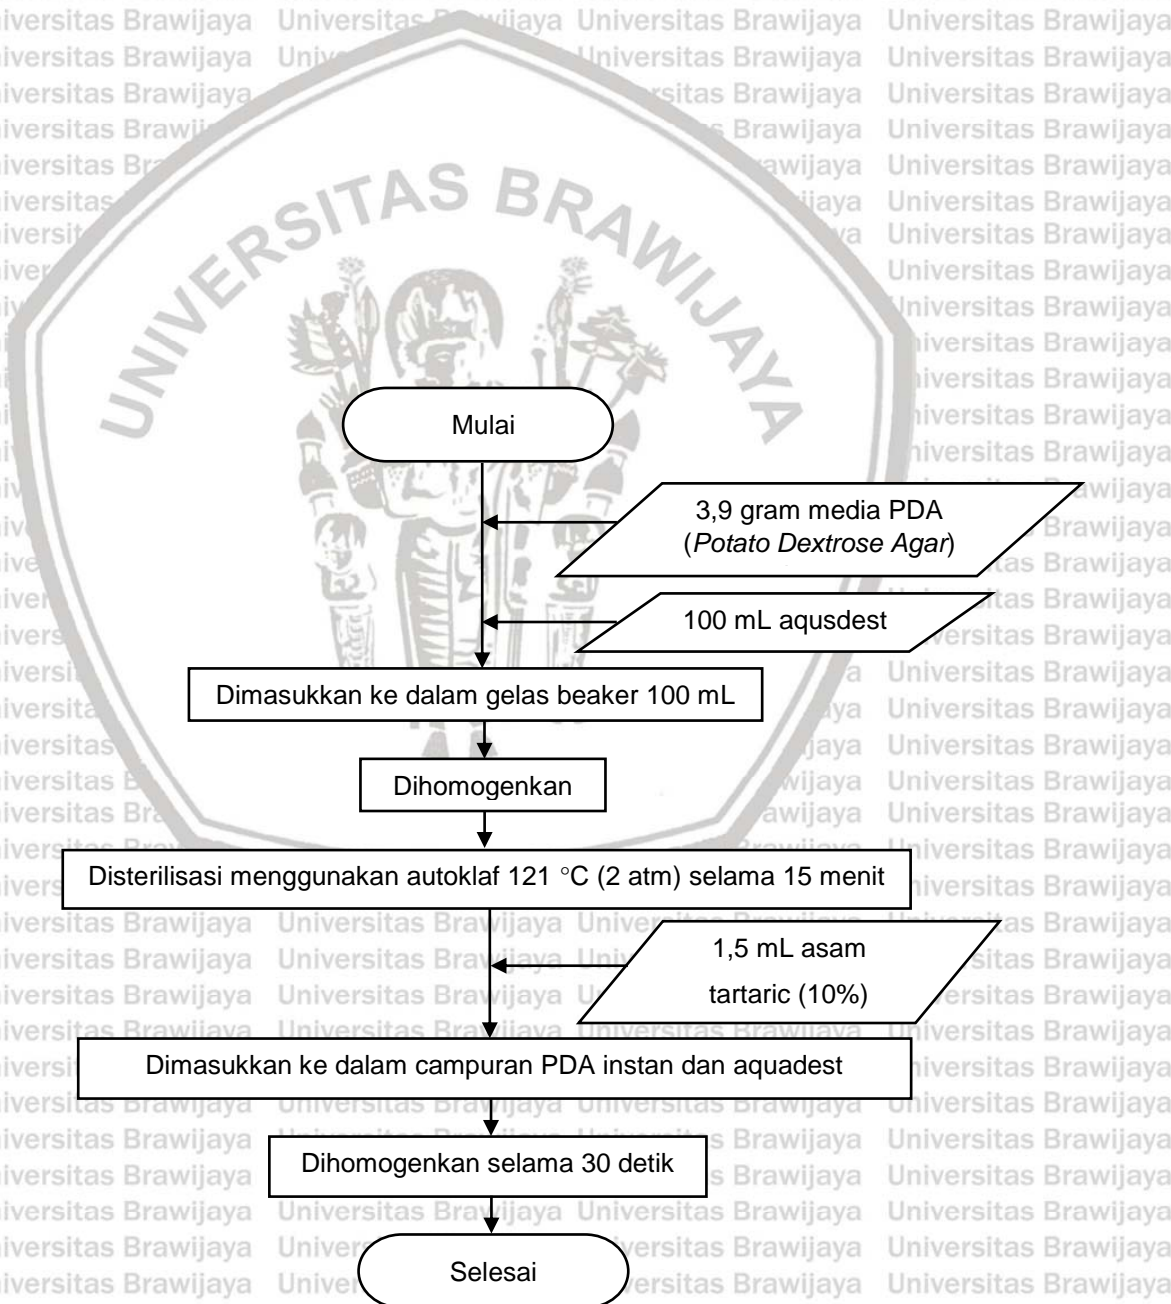 UNIVERSITAS BRAWIJAYA
Mulai
3,9 gram media PDA
(Potato Dextrose Agar)
100 mL aqusdest
Dimasukkan ke dalam gelas beaker 100 mL
Dihomogenkan
Disterilisasi menggunakan autoklaf 121 °C (2 atm) selama 15 menit
1,5 mL asam
tartaric (10%)
Dimasukkan ke dalam campuran PDA instan dan aquadest
Dihomogenkan selama 30 detik
Selesai